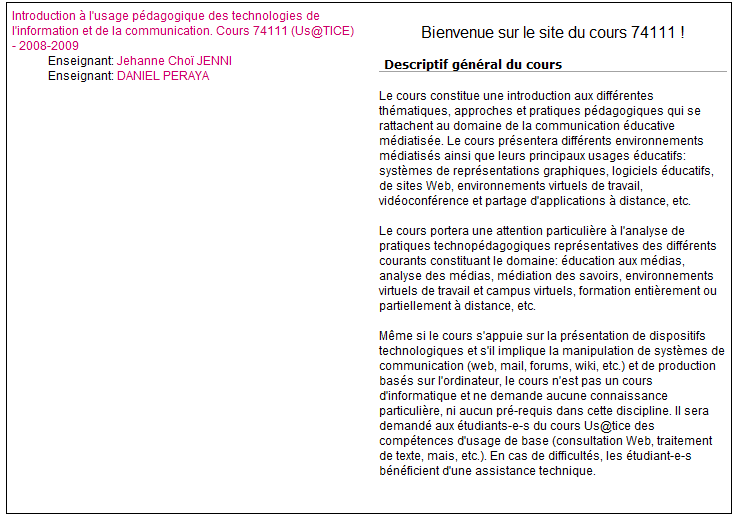 Introduction à l'usage pédagogique des technologies de
l'information et de la communication. Cours 74111 (Us@TICE)
- 2008-2009
Enseignant: Jehanne Choï JENNI
Enseignant: DANIEL PERAYA
Bienvenue sur le site du cours 74111 !
Descriptif général du cours
Le cours constitue une introduction aux différentes
thématiques, approches et pratiques pédagogiques qui se
rattachent au domaine de la communication éducative
médiatisée. Le cours présentera différents environnements
médiatisés ainsi que leurs principaux usages éducatifs:
systèmes de représentations graphiques, logiciels éducatifs,
de sites Web, environnements virtuels de travail,
vidéoconférence et partage d'applications à distance, etc.
Le cours portera une attention particulière à l'analyse de
pratiques technopédagogiques représentatives des différents
courants constituant le domaine: éducation aux médias,
analyse des médias, médiation des savoirs, environnements
virtuels de travail et campus virtuels, formation entièrement ou
partiellement à distance, etc.
Même si le cours s'appuie sur la présentation de dispositifs
technologiques et s'il implique la manipulation de systèmes de
communication (web, mail, forums, wiki, etc.) et de production
basés sur l'ordinateur, le cours n'est pas un cours
d'informatique et ne demande aucune connaissance
particulière, ni aucun pré-requis dans cette discipline. Il sera
demandé aux étudiants-e-s du cours Us@tice des
compétences d'usage de base (consultation Web, traitement
de texte, mais, etc.). En cas de difficultés, les étudiant-e-s
bénéficient d'une assistance technique.